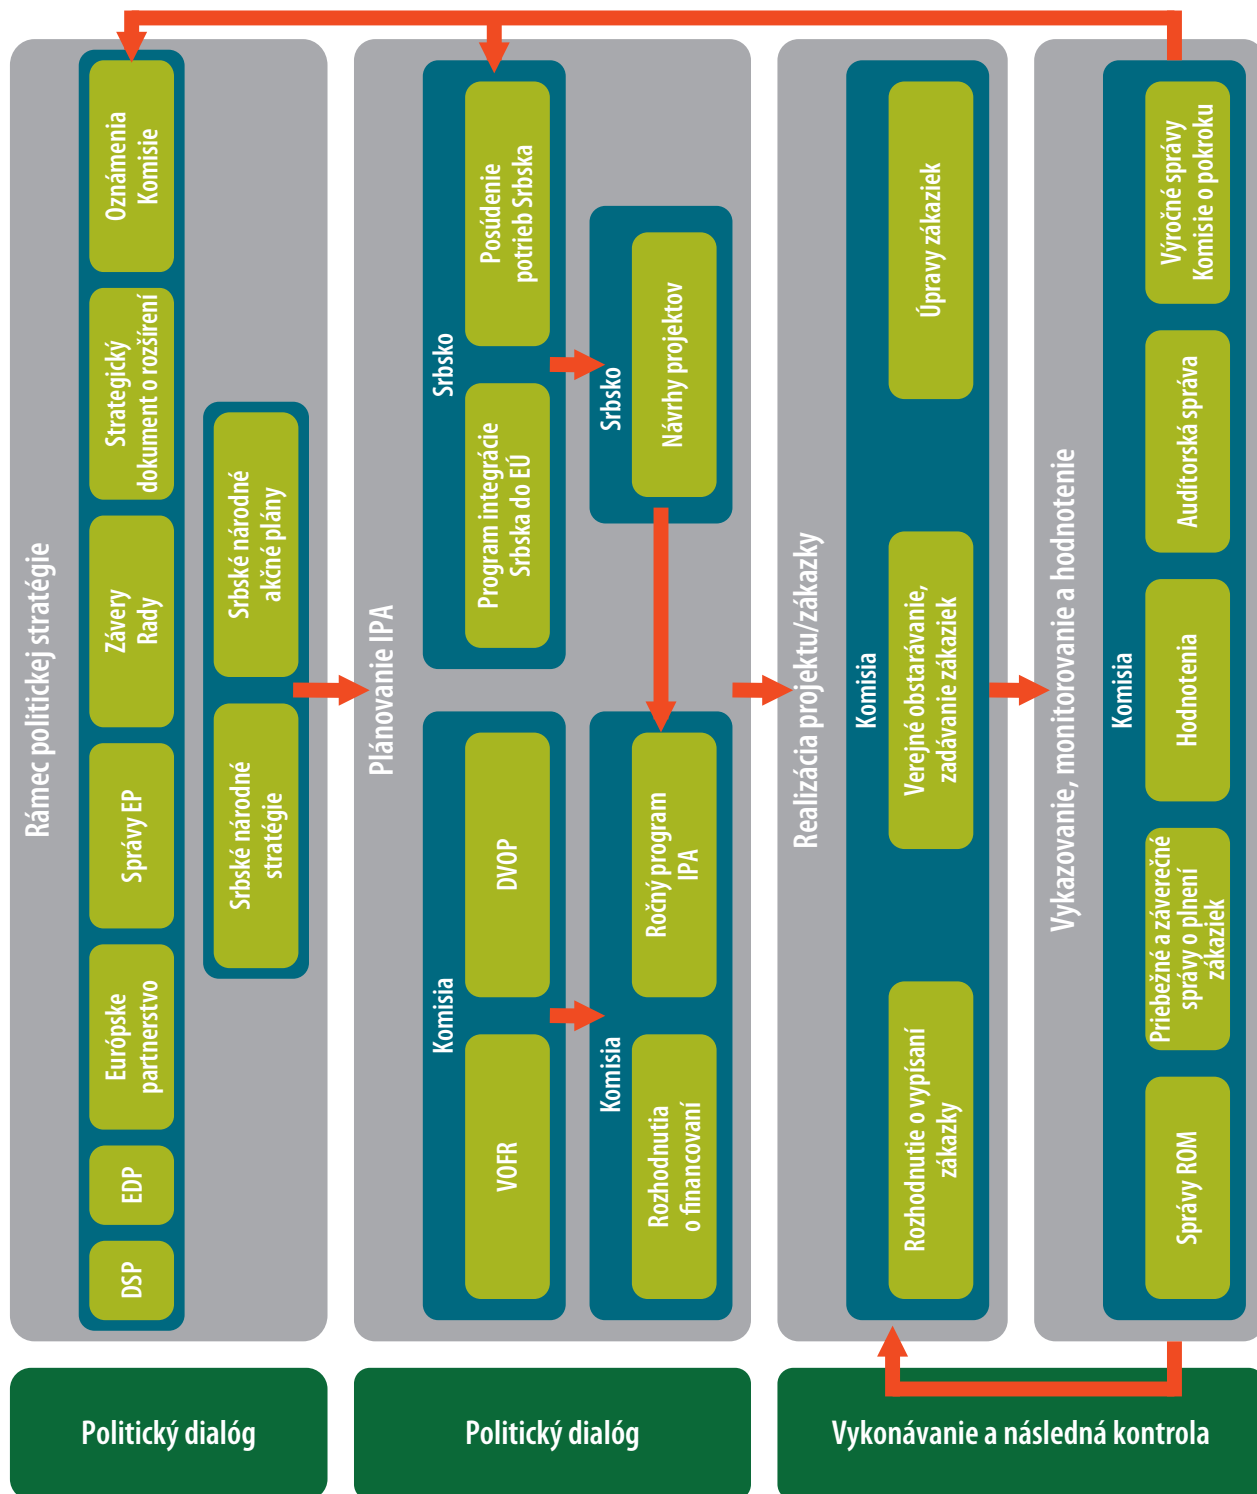 Rámec politickej stratégie
DSP
EDP
Európske
partnerstvo
Správy EP
Závery
Rady
Strategický
dokument o rozšírení
Oznámenia
Komisie
Srbské národné
stratégie
Srbské národné
akčné plány
Plánovanie IPA
Komisia
VOFR
DVOP
Srbsko
Program integrácie
Srbska do EÚ
Posúdenie
potrieb Srbska
Komisia
Rozhodnutia
o financovaní
Ročný program
IPA
Srbsko
Návrhy projektov
Realizácia projektu/zákazky
Komisia
Rozhodnutie o vypísaní
zákazky
Verejné obstarávanie,
zadávanie zákaziek
Úpravy zákaziek
Vykazovanie, monitorovanie a hodnotenie
Komisia
Správy ROM
Priebežné a záverečné
správy o plnení
zákaziek
Hodnotenia
Audítorská správa
Výročné správy
Komisie o pokroku
Politický dialóg
Politický dialóg
Vykonávanie a následná kontrola